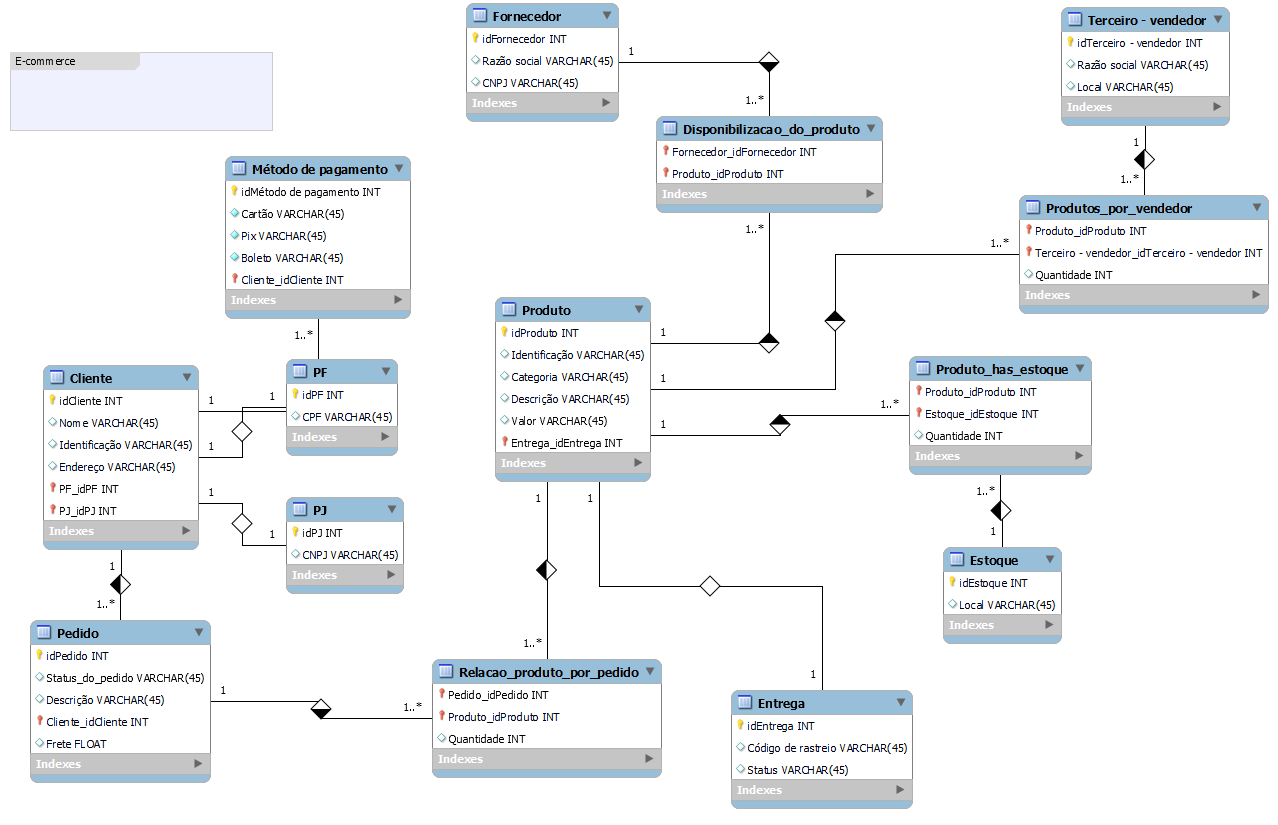 E-commerce
Fornecedor
idFornecedor INT
Razão social VARCHAR(45)
CNPJ VARCHAR(45)
Indexes
1
1..*
Terceiro - vendedor
idTerceiro - vendedor INT
Razão social VARCHAR(45)
Local VARCHAR(45)
Indexes
1
1..*
Disponibilizacao_do_produto
Fornecedor_idFornecedor INT
Produto_idProduto INT
Indexes
1..*
Método de pagamento
idMétodo de pagamento INT
Cartão VARCHAR(45)
Pix VARCHAR(45)
Boleto VARCHAR(45)
Cliente_idCliente INT
Indexes
1..*
Produtos_por_vendedor
Produto_idProduto INT
Terceiro - vendedor_idTerceiro - vendedor INT
Quantidade INT
Indexes
1..*
Produto
idProduto INT
Identificação VARCHAR(45)
Categoria VARCHAR(45)
Descrição VARCHAR(45)
Valor VARCHAR(45)
Entrega_idEntrega INT
Indexes
1
1
1
1
1
Cliente
idCliente INT
Nome VARCHAR(45)
Identificação VARCHAR(45)
Endereço VARCHAR(45)
PF_idPF INT
PJ_idPJ INT
Indexes
1
1
1
1
PF
idPF INT
CPF VARCHAR(45)
Indexes
1
PJ
idPJ INT
CNPJ VARCHAR(45)
Indexes
1
Produto_has_estoque
Produto_idProduto INT
Estoque_idEstoque INT
Quantidade INT
Indexes
1..*
1..*
1
Estoque
idEstoque INT
Local VARCHAR(45)
Indexes
1..*
Pedido
idPedido INT
Status_do_pedido VARCHAR(45)
Descrição VARCHAR(45)
Cliente_idCliente INT
Frete FLOAT
Indexes
1
1..*
1..*
Relacao_produto_por_pedido
Pedido_idPedido INT
Produto_idProduto INT
Quantidade INT
Indexes
1
Entrega
idEntrega INT
Código de rastreio VARCHAR(45)
Status VARCHAR(45)
Indexes